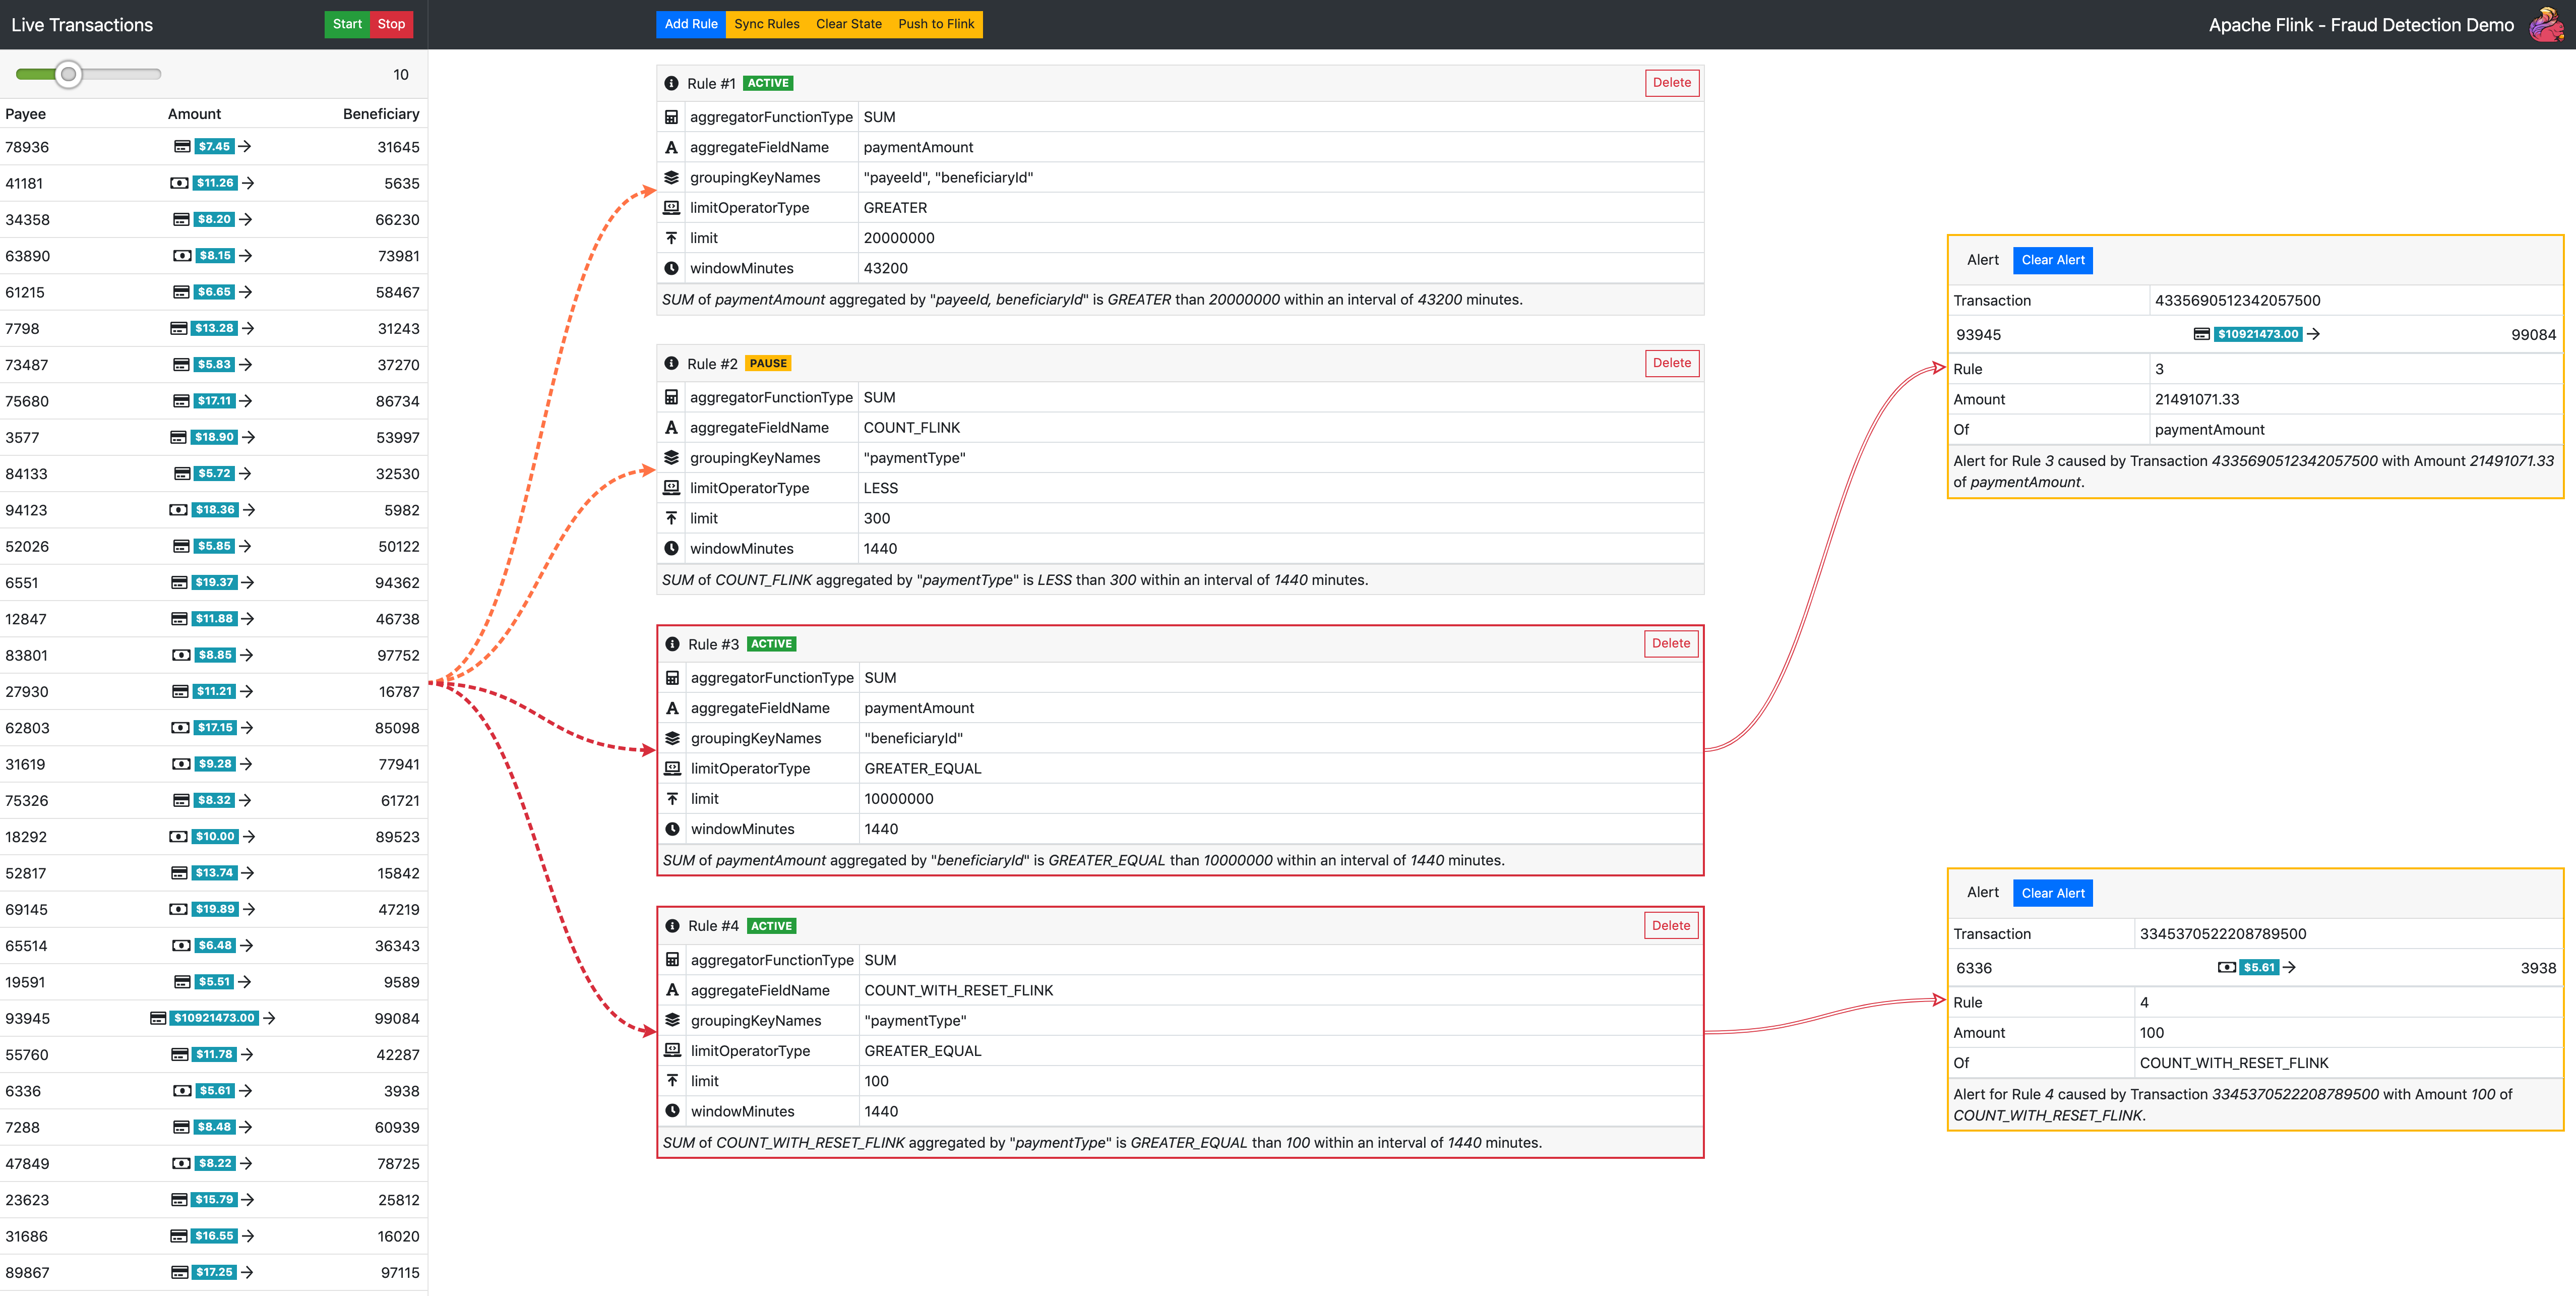 Live Transactions Start Stop
Add Rule Sync Rules Clear State Push to Flink
Apache Flink - Fraud Detection Demo
10
Payee Amount Beneficiary
78936 $7.45 31645
41181 $11.26 5635
34358 $8.20 66230
63890 $8.15 73981
61215 $6.65 58467
7798 $13.28 31243
73487 $5.83 37270
75680 $17.11 86734
3577 $18.90 53997
84133 $5.72 32530
94123 $18.36 5982
52026 $5.85 50122
6551 $19.37 94362
12847 $11.88 46738
83801 $8.85 97752
27930 $11.21 16787
62803 $17.15 85098
31619 $9.28 77941
75326 $8.32 61721
18292 $10.00 89523
52817 $13.74 15842
69145 $19.89 47219
65514 $6.48 36343
19591 $5.51 9589
93945 $10921473.00 99084
55760 $11.78 42287
6336 $5.61 3938
7288 $8.48 60939
47849 $8.22 78725
23623 $15.79 25812
31686 $16.55 16020
89867 $17.25 97115
Rule #1 ACTIVE Delete
aggregatorFunctionType SUM
aggregateFieldName paymentAmount
groupingKeyNames "payeeId", "beneficiaryId"
limitOperatorType GREATER
limit 20000000
windowMinutes 43200
SUM of paymentAmount aggregated by "payeeId, beneficiaryId" is GREATER than 20000000 within an interval of 43200 minutes.
Rule #2 PAUSE Delete
aggregatorFunctionType SUM
aggregateFieldName COUNT_FLINK
groupingKeyNames "paymentType"
limitOperatorType LESS
limit 300
windowMinutes 1440
SUM of COUNT_FLINK aggregated by "paymentType" is LESS than 300 within an interval of 1440 minutes.
Rule #3 ACTIVE Delete
aggregatorFunctionType SUM
aggregateFieldName paymentAmount
groupingKeyNames "beneficiaryId"
limitOperatorType GREATER_EQUAL
limit 10000000
windowMinutes 1440
SUM of paymentAmount aggregated by "beneficiaryId" is GREATER_EQUAL than 10000000 within an interval of 1440 minutes.
Rule #4 ACTIVE Delete
aggregatorFunctionType SUM
aggregateFieldName COUNT_WITH_RESET_FLINK
groupingKeyNames "paymentType"
limitOperatorType GREATER_EQUAL
limit 100
windowMinutes 1440
SUM of COUNT_WITH_RESET_FLINK aggregated by "paymentType" is GREATER_EQUAL than 100 within an interval of 1440 minutes.
Alert Clear Alert
Transaction 4335690512342057500
93945 $10921473.00 99084
Rule 3
Amount 21491071.33
Of paymentAmount
Alert for Rule 3 caused by Transaction 4335690512342057500 with Amount 21491071.33
of paymentAmount.
Alert Clear Alert
Transaction 3345370522208789500
6336 $5.61 3938
Rule 4
Amount 100
Of COUNT_WITH_RESET_FLINK
Alert for Rule 4 caused by Transaction 3345370522208789500 with Amount 100 of
COUNT_WITH_RESET_FLINK.